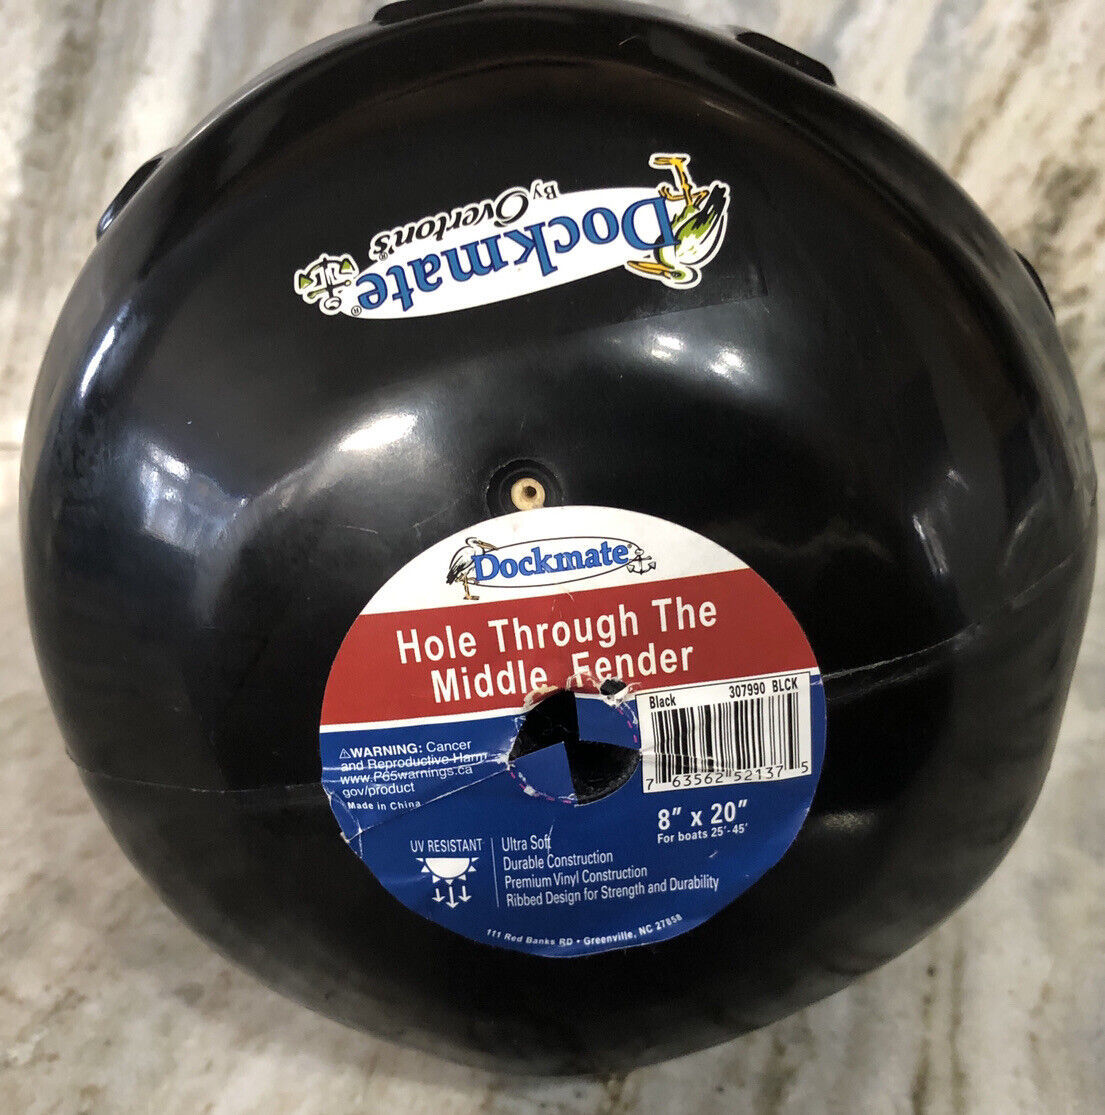 Dockmate®
By Overton's®
Dockmate®
Hole Through The
Middle Fender
Black 307990 BLCK
7 63562 52137 5
⚠WARNING: Cancer
and Reproductive Harm
www.P65warnings.ca
gov/product
Made in China
8" x 20"
For boats 25'-45'
UV RESISTANT
Ultra Soft
Durable Construction
Premium Vinyl Construction
Ribbed Design for Strength and Durability
111 Red Banks RD • Greenville, NC 27858